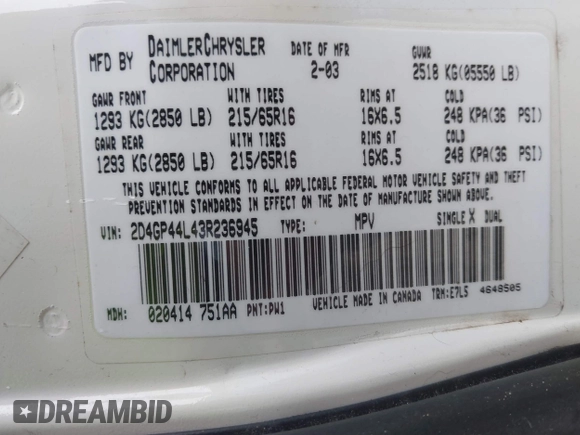 MFD BY DAIMLERCHRYSLER CORPORATION DATE OF MFR 2-03 GVWR 2518 KG(05550 LB)
GAWR FRONT WITH TIRES RIMS AT COLD
1293 KG(2850 LB) 215/65R16 16X6.5 248 KPA(36 PSI)
GAWR REAR WITH TIRES RIMS AT COLD
1293 KG(2850 LB) 215/65R16 16X6.5 248 KPA(36 PSI)
THIS VEHICLE CONFORMS TO ALL APPLICABLE FEDERAL MOTOR VEHICLE SAFETY AND THEFT
PREVENTION STANDARDS IN EFFECT ON THE DATE OF MANUFACTURE SHOWN ABOVE.
VIN: 2D4GP44L43R236945 TYPE: MPV SINGLE X DUAL
MDH: 020414 751AA PNT:PW1 VEHICLE MADE IN CANADA TRM:E7L5 4648505
DREAMBID